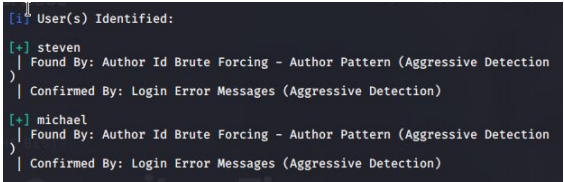 [i] User(s) Identified:
[+] steven
| Found By: Author Id Brute Forcing - Author Pattern (Aggressive Detection
)
| Confirmed By: Login Error Messages (Aggressive Detection)
[+] michael
| Found By: Author Id Brute Forcing - Author Pattern (Aggressive Detection
)
| Confirmed By: Login Error Messages (Aggressive Detection)